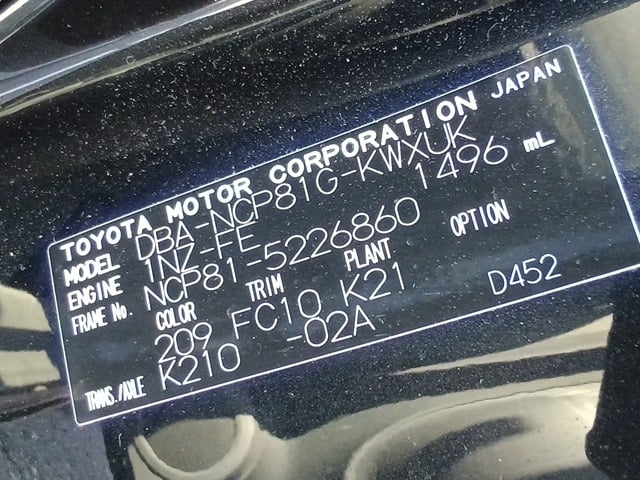 TOYOTA MOTOR CORPORATION JAPAN
MODEL DBA-NCP81G-KWXUK
ENGINE 1NZ-FE 1496 mL
FRAME No. NCP81-5226860
COLOR TRIM PLANT OPTION
209 FC10 K21
TRANS./AXLE K210 -02A D452